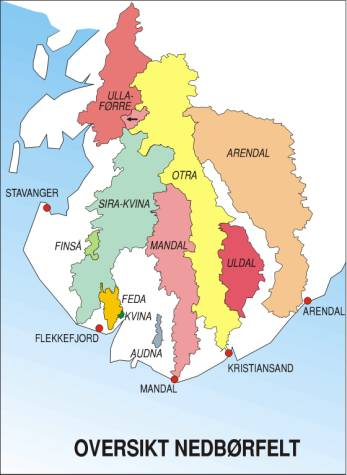 ULLA-
FØRRE
ARENDAL
OTRA
STAVANGER
SIRA-KVINA
FINSÅ
MANDAL
ULDAL
FEDA
KVINA
ARENDAL
FLEKKEFJORD
AUDNA
KRISTIANSAND
MANDAL
OVERSIKT NEDBØRFELT